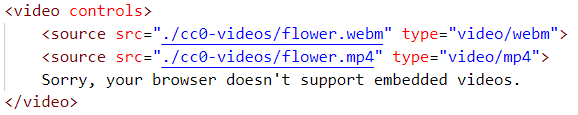 <video controls>
    <source src="./cc0-videos/flower.webm" type="video/webm">
    <source src="./cc0-videos/flower.mp4" type="video/mp4">
    Sorry, your browser doesn't support embedded videos.
</video>